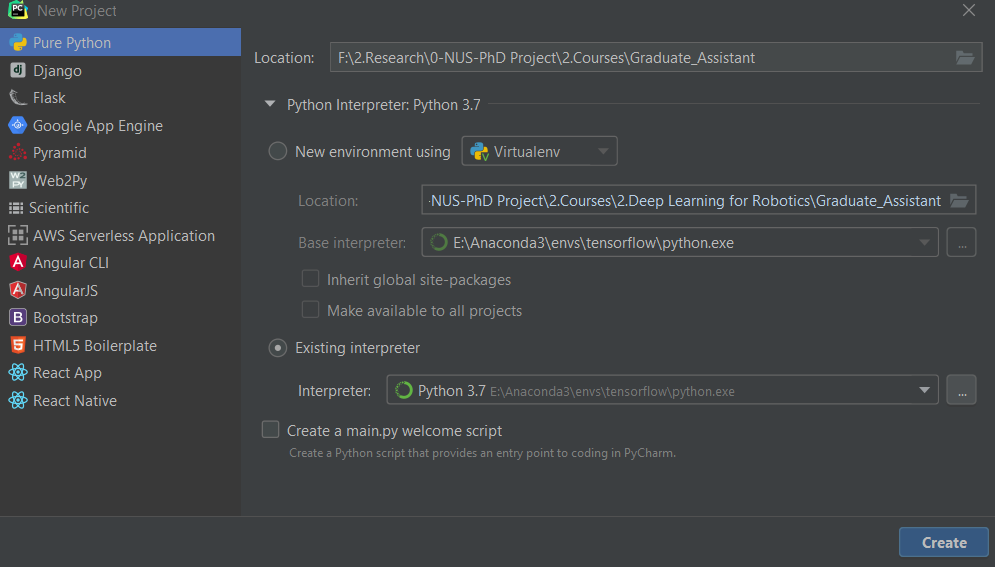 PC New Project
Pure Python
dj Django
Flask
Google App Engine
Pyramid
W2PY Web2Py
Scientific
AWS Serverless Application
A Angular CLI
A AngularJS
B Bootstrap
5 HTML5 Boilerplate
React App
React Native
Location: F:\2.Research\0-NUS-PhD Project\2.Courses\Graduate_Assistant
Python Interpreter: Python 3.7
New environment using Virtualenv
Location: -NUS-PhD Project\2.Courses\2.Deep Learning for Robotics\Graduate_Assistant
Base interpreter: E:\Anaconda3\envs\tensorflow\python.exe ...
Inherit global site-packages
Make available to all projects
Existing interpreter
Interpreter: Python 3.7 E:\Anaconda3\envs\tensorflow\python.exe ...
Create a main.py welcome script
Create a Python script that provides an entry point to coding in PyCharm.
Create